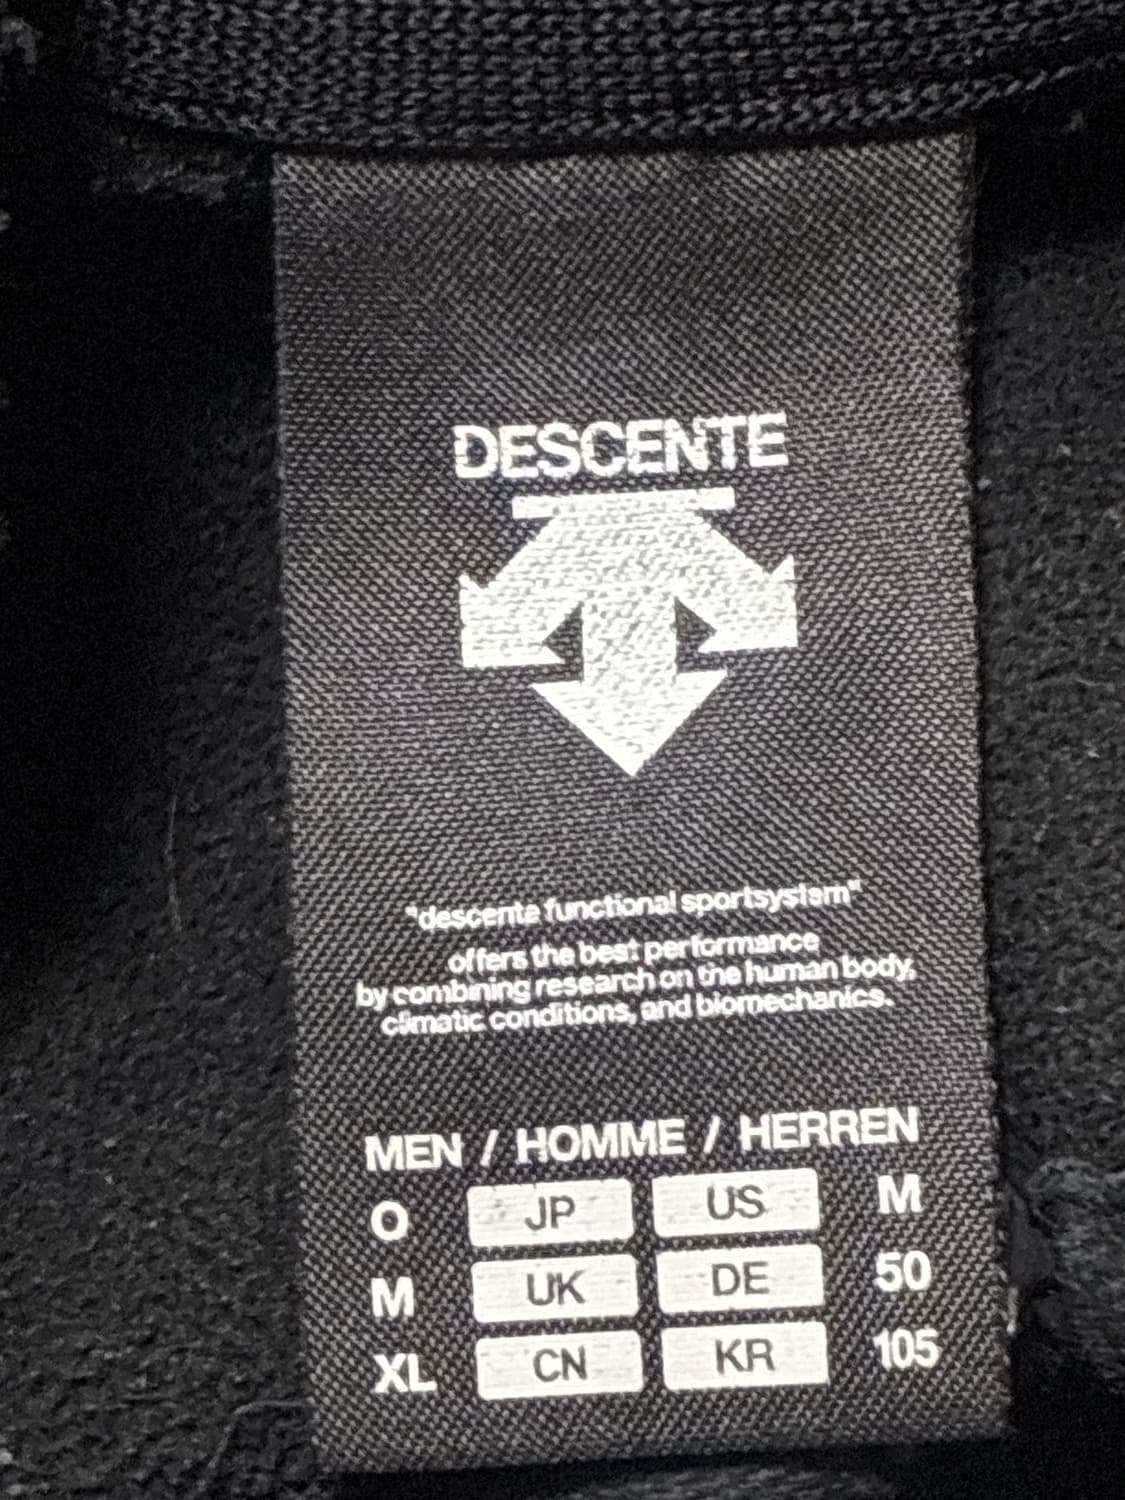 DESCENTE
"descente functional sportsystem"
offers the best performance
by combining research on the human body,
climatic conditions, and biomechanics.
MEN / HOMME / HERREN
O JP US M
M UK DE 50
XL CN KR 105